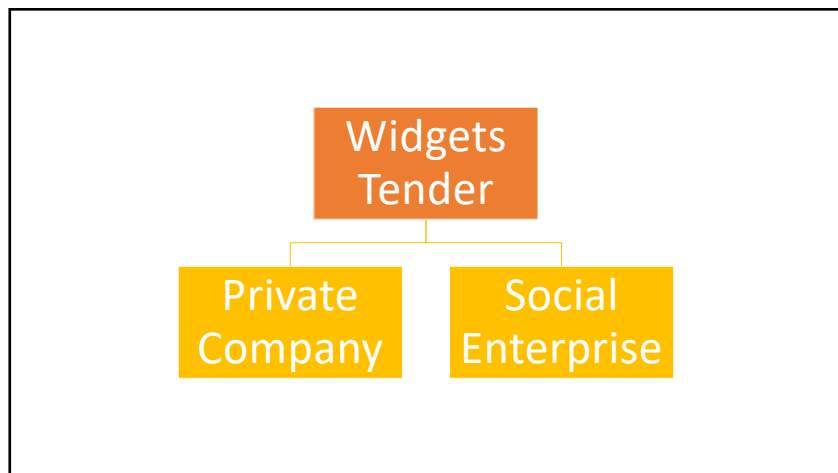 Widgets
Tender
Private
Company
Social
Enterprise